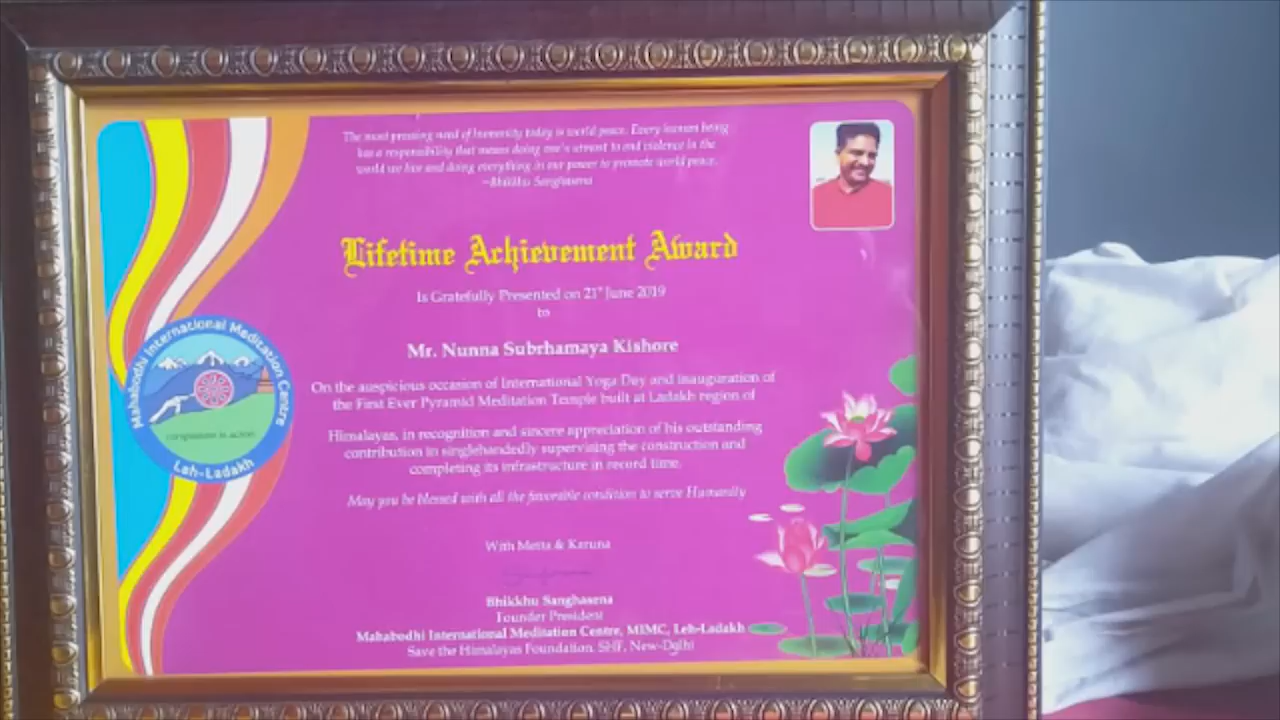 The most pressing need of humanity today is world peace. Every human being
has a responsibility that means doing one's utmost to end violence in the
world we live and doing everything in our power to promote world peace.
~Bhikkhu Sanghasena
Lifetime Achievement Award
Is Gratefully Presented on 21st June 2019
to
Mr. Nunna Subrhamaya Kishore
On the auspicious occasion of International Yoga Day and inauguration of
the First Ever Pyramid Meditation Temple built at Ladakh region of
Himalayas, in recognition and sincere appreciation of his outstanding
contribution in singlehandedly supervising the construction and
completing its infrastructure in record time.
May you be blessed with all the favorable condition to serve Humanity
With Metta & Karuna
Bhikkhu Sanghasena
Founder President
Mahabodhi International Meditation Centre, MIMC, Leh-Ladakh
Save the Himalayas Foundation, SHF, New-Delhi
Mahabodhi International Meditation Centre
compassion in action
Leh-Ladakh